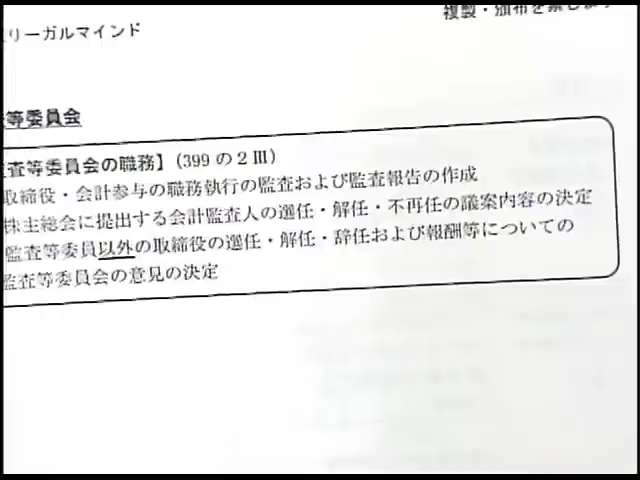 複製・頒布を禁じます
リーガルマインド
等委員会
査等委員会の職務】(399 の 2 Ⅲ)
取締役・会計参与の職務執行の監査および監査報告の作成
株主総会に提出する会計監査人の選任・解任・不再任の議案内容の決定
監査等委員以外の取締役の選任・解任・辞任および報酬等についての
監査等委員会の意見の決定